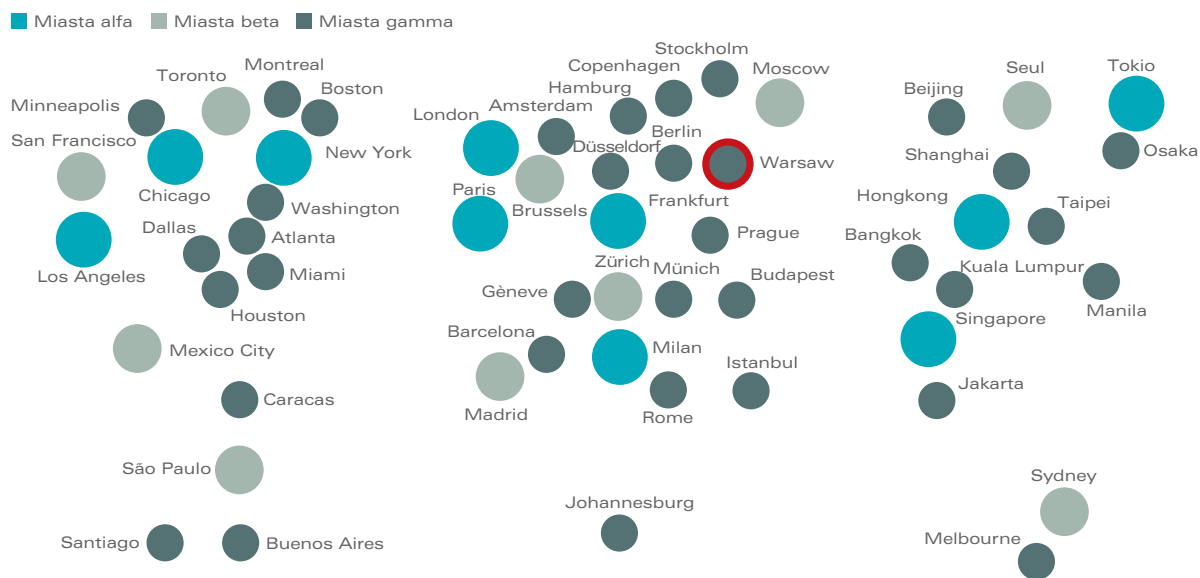 Miasta alfa
Miasta beta
Miasta gamma
Toronto
Montreal
Boston
Minneapolis
San Francisco
Chicago
New York
Washington
Dallas
Atlanta
Los Angeles
Miami
Houston
Mexico City
Caracas
São Paulo
Santiago
Buenos Aires
Stockholm
Copenhagen
Moscow
Hamburg
Amsterdam
London
Berlin
Düsseldorf
Warsaw
Paris
Brussels
Frankfurt
Prague
Zürich
Münich
Budapest
Gèneve
Barcelona
Milan
Istanbul
Madrid
Rome
Johannesburg
Seul
Tokio
Beijing
Osaka
Shanghai
Hongkong
Taipei
Bangkok
Kuala Lumpur
Manila
Singapore
Jakarta
Sydney
Melbourne